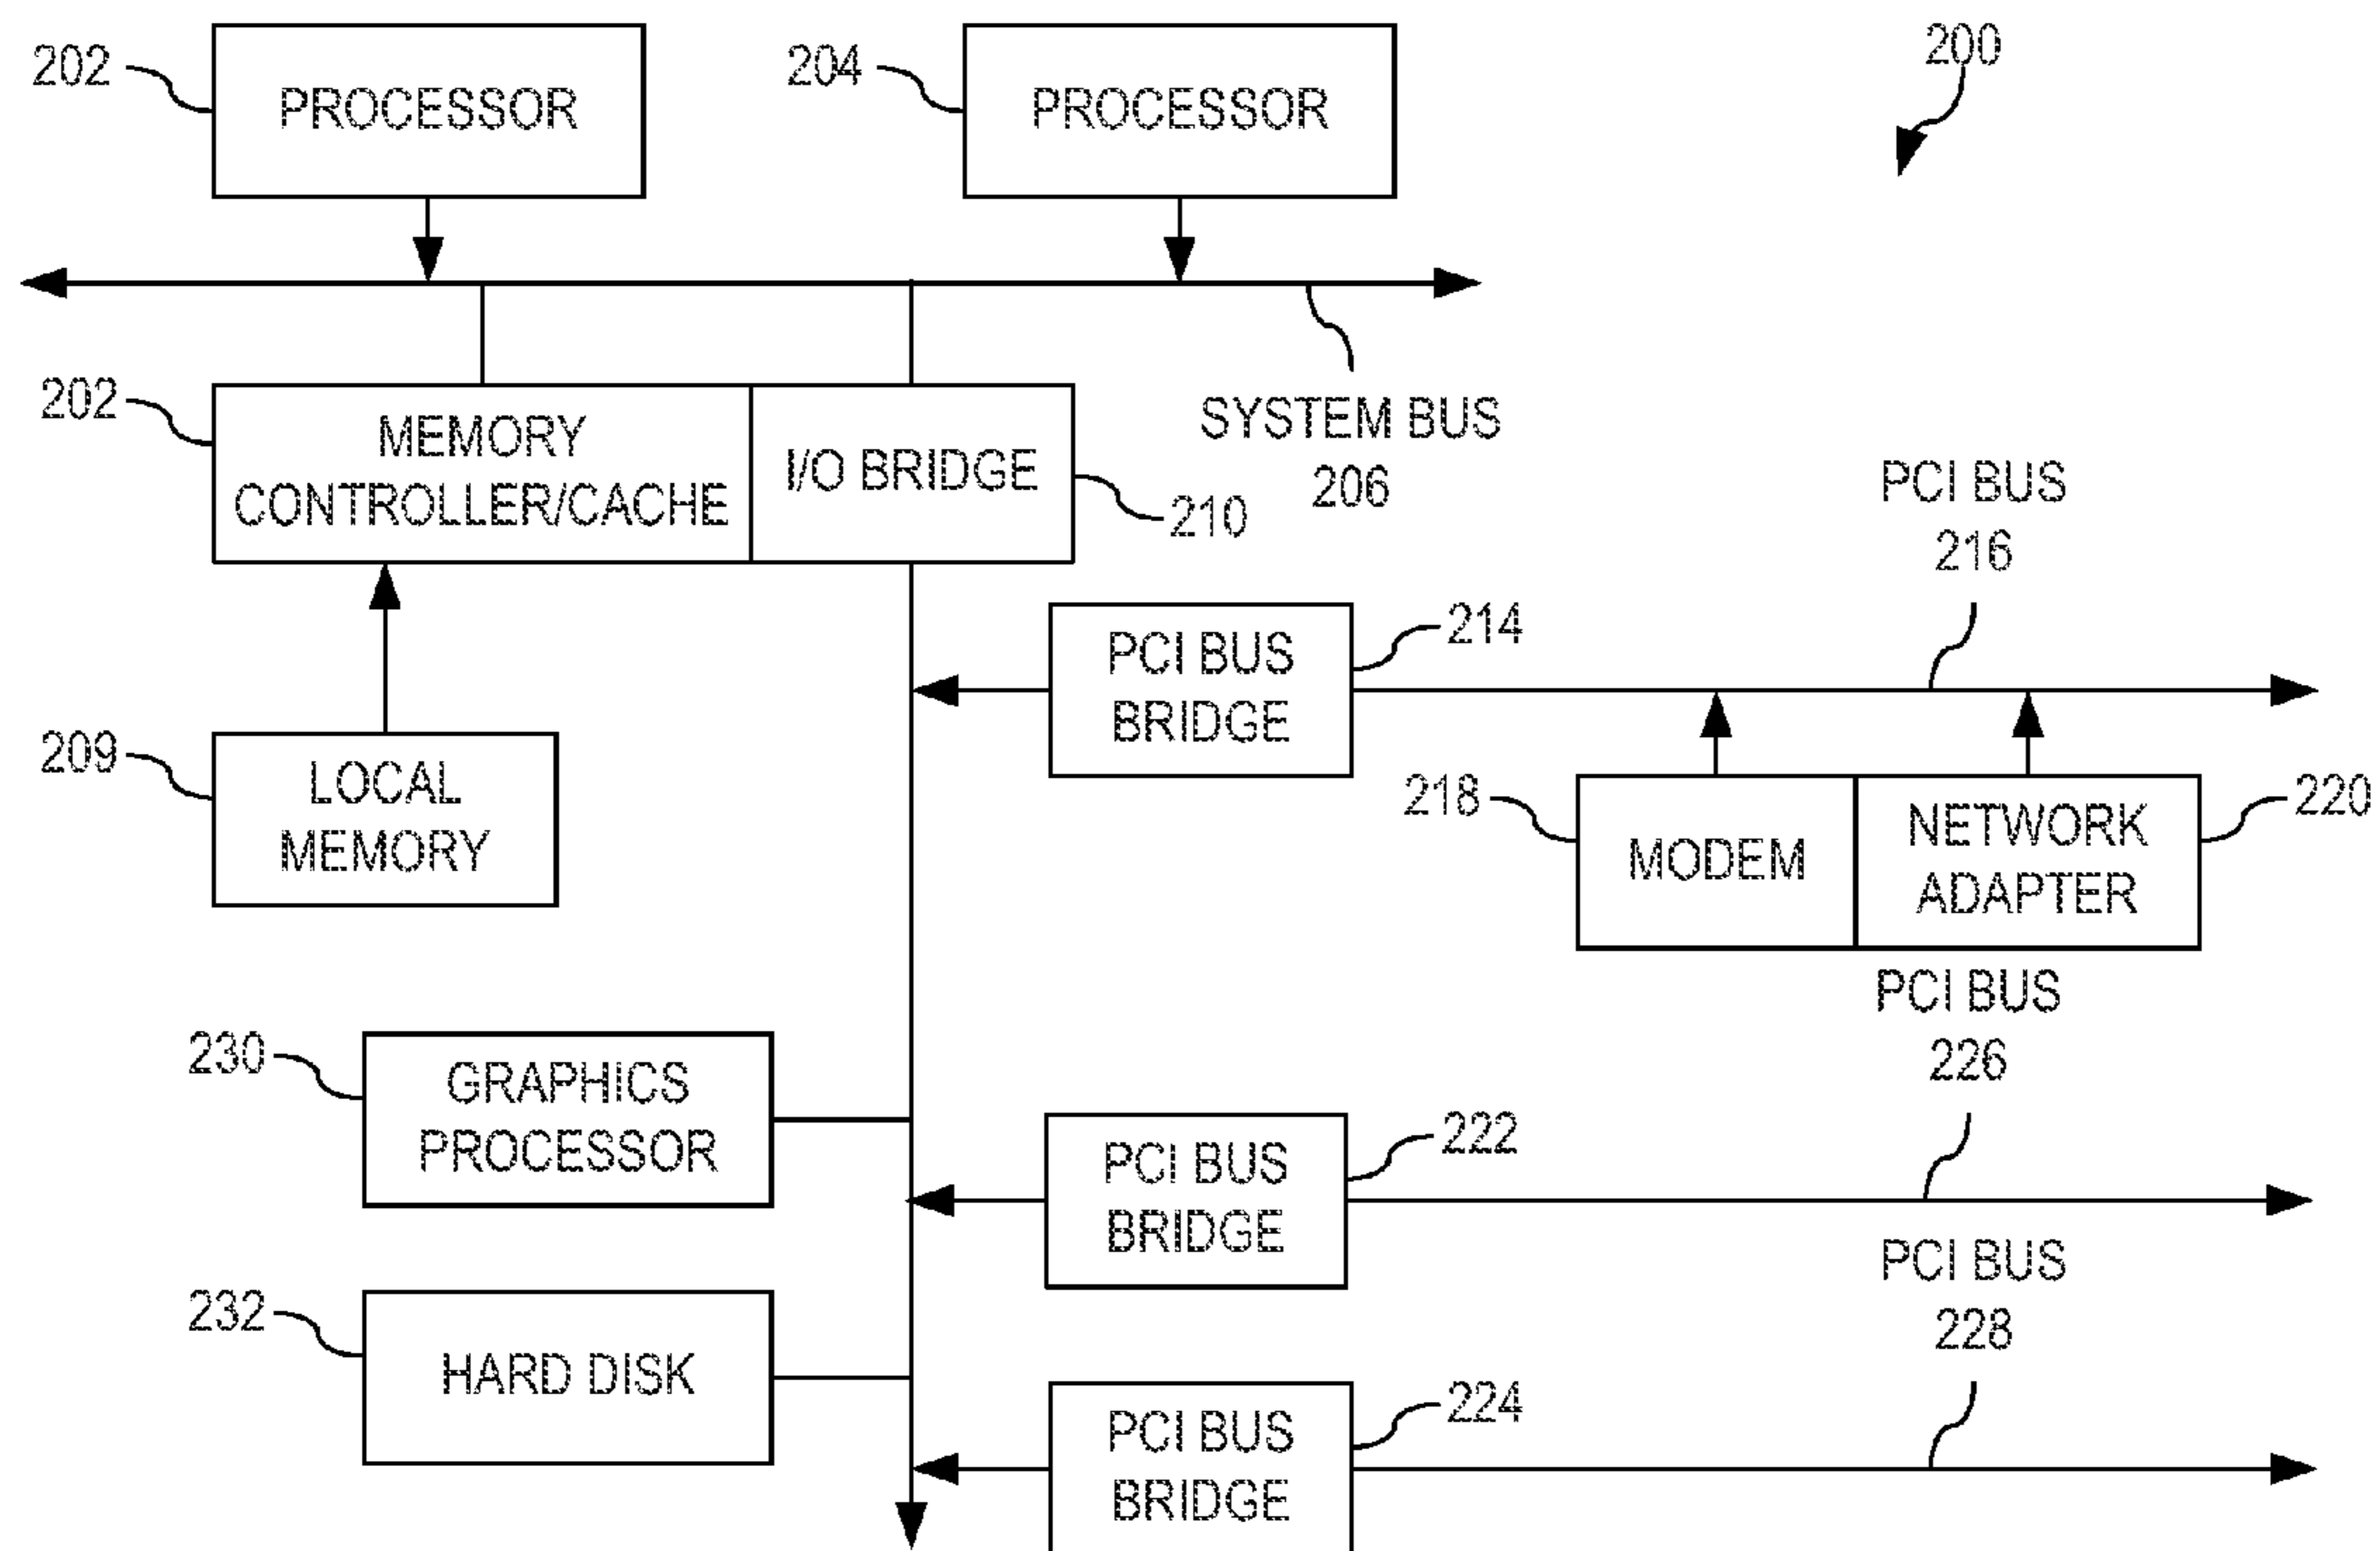 200
202
PROCESSOR
204
PROCESSOR
202
MEMORY
CONTROLLER/CACHE
I/O BRIDGE
210
SYSTEM BUS
206
PCI BUS
216
PCI BUS
BRIDGE
214
209
LOCAL
MEMORY
218
MODEM
NETWORK
ADAPTER
220
PCI BUS
226
230
GRAPHICS
PROCESSOR
PCI BUS
BRIDGE
222
PCI BUS
228
232
HARD DISK
PCI BUS
BRIDGE
224